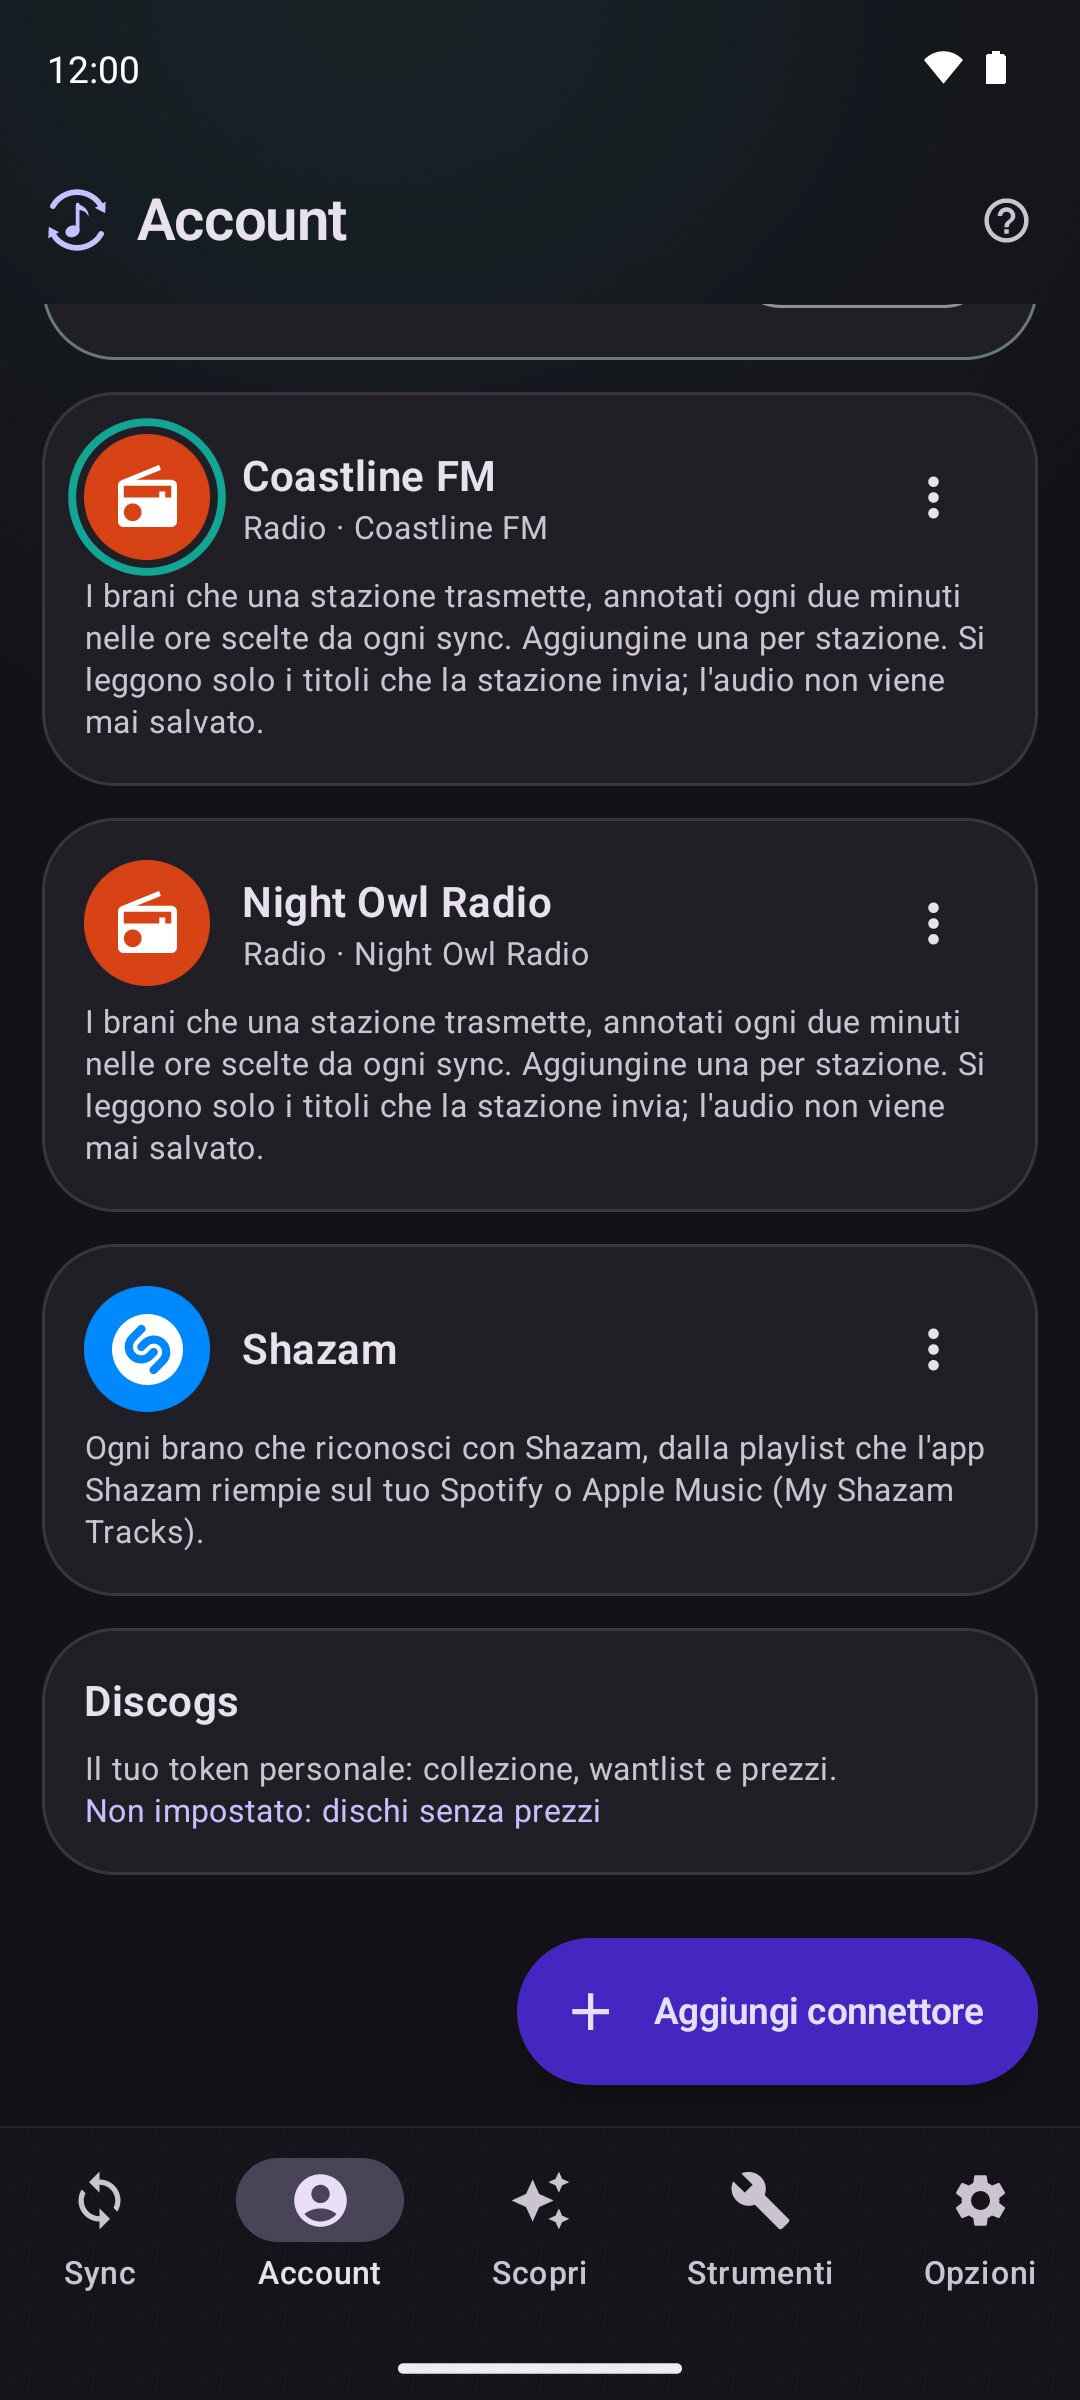 12:00
Account
Coastline FM
Radio · Coastline FM
I brani che una stazione trasmette, annotati ogni due minuti
nelle ore scelte da ogni sync. Aggiungine una per stazione. Si
leggono solo i titoli che la stazione invia; l'audio non viene
mai salvato.
Night Owl Radio
Radio · Night Owl Radio
I brani che una stazione trasmette, annotati ogni due minuti
nelle ore scelte da ogni sync. Aggiungine una per stazione. Si
leggono solo i titoli che la stazione invia; l'audio non viene
mai salvato.
Shazam
Ogni brano che riconosci con Shazam, dalla playlist che l'app
Shazam riempie sul tuo Spotify o Apple Music (My Shazam
Tracks).
Discogs
Il tuo token personale: collezione, wantlist e prezzi.
Non impostato: dischi senza prezzi
Aggiungi connettore
Sync
Account
Scopri
Strumenti
Opzioni